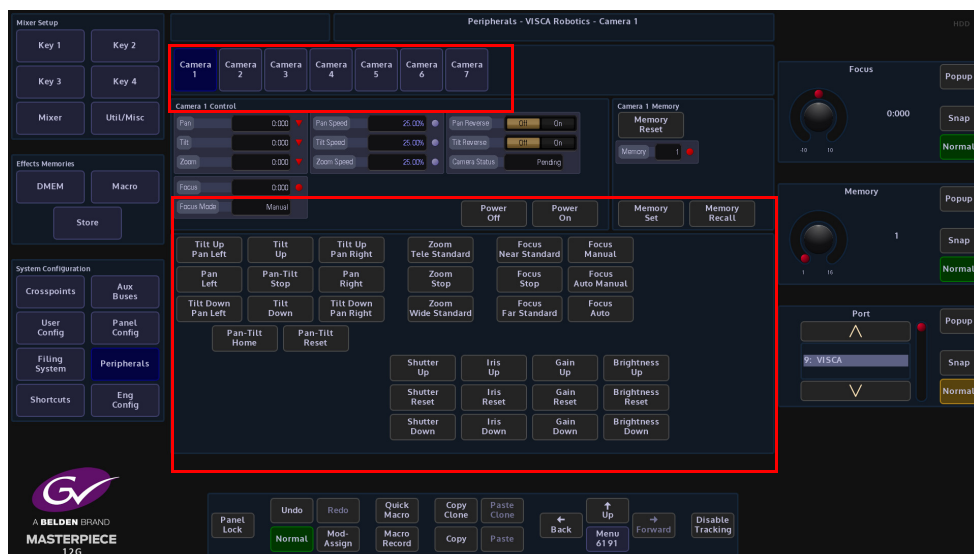 Mixer Setup
Key 1
Key 2
Key 3
Key 4
Mixer
Util/Misc
Effects Memories
DMEM
Macro
Store
System Configuration
Crosspoints
Aux
Buses
User
Config
Panel
Config
Filing
System
Peripherals
Shortcuts
Eng
Config
GV
A BELDEN BRAND
MASTERPIECE
12G
Peripherals - VISCA Robotics - Camera 1
HDD
Camera
1
Camera
2
Camera
3
Camera
4
Camera
5
Camera
6
Camera
7
Camera 1 Control
Pan 0:000
Pan Speed 25.00%
Pan Reverse Off On
Tilt 0:000
Tilt Speed 25.00%
Tilt Reverse Off On
Zoom 0:000
Zoom Speed 25.00%
Camera Status Pending
Focus 0:000
Focus Mode Manual
Power
Off
Power
On
Camera 1 Memory
Memory
Reset
Memory 1
Memory
Set
Memory
Recall
Tilt Up
Pan Left
Tilt
Up
Tilt Up
Pan Right
Zoom
Tele Standard
Focus
Near Standard
Focus
Manual
Pan
Left
Pan-Tilt
Stop
Pan
Right
Zoom
Stop
Focus
Stop
Focus
Auto Manual
Tilt Down
Pan Left
Tilt
Down
Tilt Down
Pan Right
Zoom
Wide Standard
Focus
Far Standard
Focus
Auto
Pan-Tilt
Home
Pan-Tilt
Reset
Shutter
Up
Iris
Up
Gain
Up
Brightness
Up
Shutter
Reset
Iris
Reset
Gain
Reset
Brightness
Reset
Shutter
Down
Iris
Down
Gain
Down
Brightness
Down
Focus
0:000
-10 10
Popup
Snap
Normal
Memory
1
1 16
Popup
Snap
Normal
Port
9: VISCA
Popup
Snap
Normal
Panel
Lock
Undo
Redo
Normal
Mod-
Assign
Quick
Macro
Macro
Record
Copy
Clone
Paste
Clone
Copy
Paste
←
Back
↑
Up
Menu
6191
→
Forward
Disable
Tracking